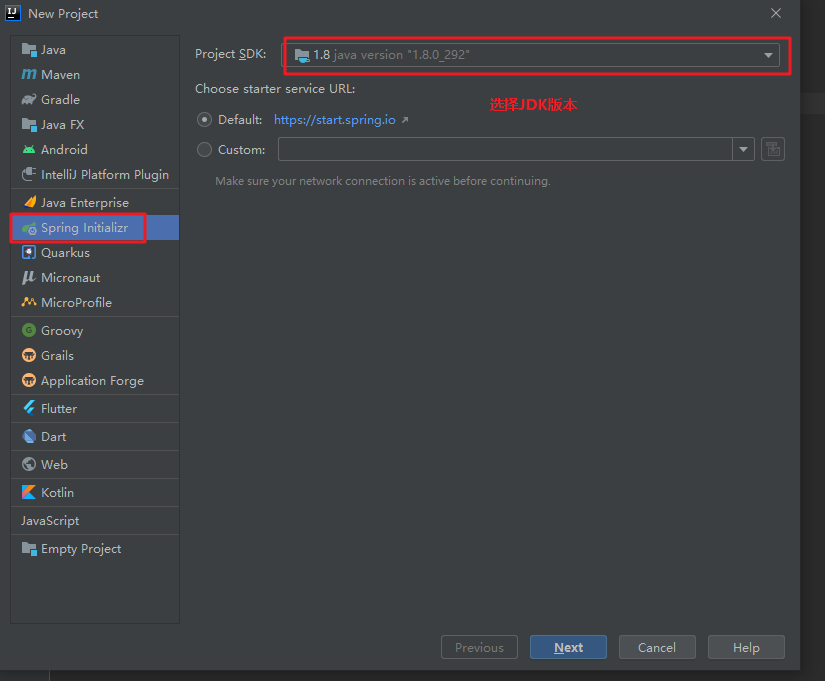 New Project
Java
Maven
Gradle
Java FX
Android
IntelliJ Platform Plugin
Java Enterprise
Spring Initializr
Quarkus
Micronaut
MicroProfile
Groovy
Grails
Application Forge
Flutter
Dart
Web
Kotlin
JavaScript
Empty Project
Project SDK:
1.8 java version "1.8.0_292"
Choose starter service URL:
选择JDK版本
Default: https://start.spring.io
Custom:
Make sure your network connection is active before continuing.
Previous
Next
Cancel
Help